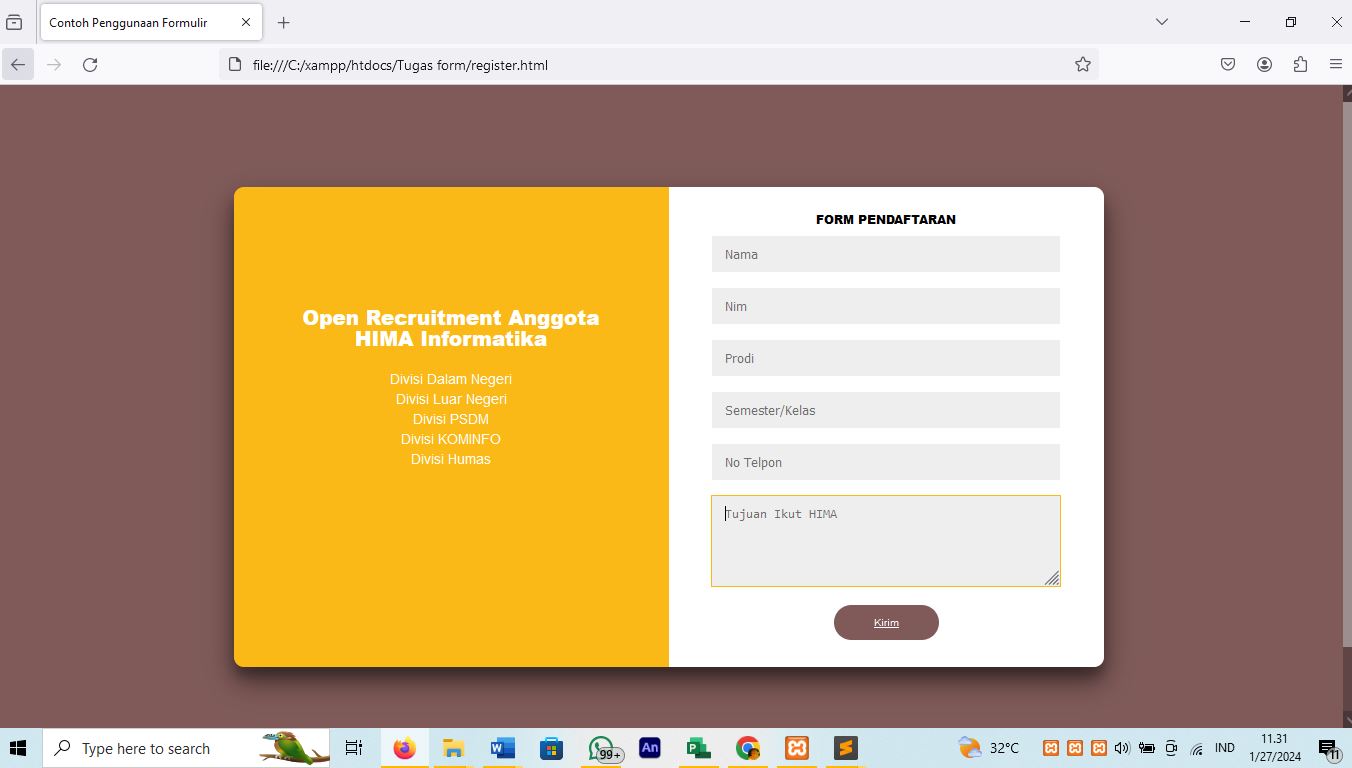 Contoh Penggunaan Formulir
file:///C:/xampp/htdocs/Tugas form/register.html
Open Recruitment Anggota
HIMA Informatika
Divisi Dalam Negeri
Divisi Luar Negeri
Divisi PSDM
Divisi KOMINFO
Divisi Humas
FORM PENDAFTARAN
Nama
Nim
Prodi
Semester/Kelas
No Telpon
Tujuan Ikut HIMA
Kirim
Type here to search
99+
An
32°C
IND
11.31
1/27/2024
11